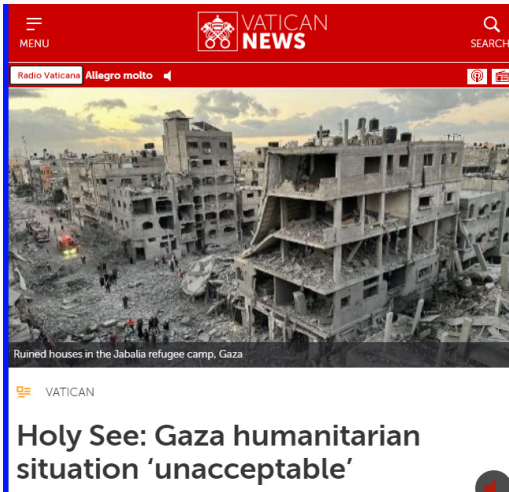 VATICAN
NEWS
MENU
SEARCH
Radio Vaticana Allegro molto
Ruined houses in the Jabalia refugee camp, Gaza
VATICAN
Holy See: Gaza humanitarian
situation ‘unacceptable’